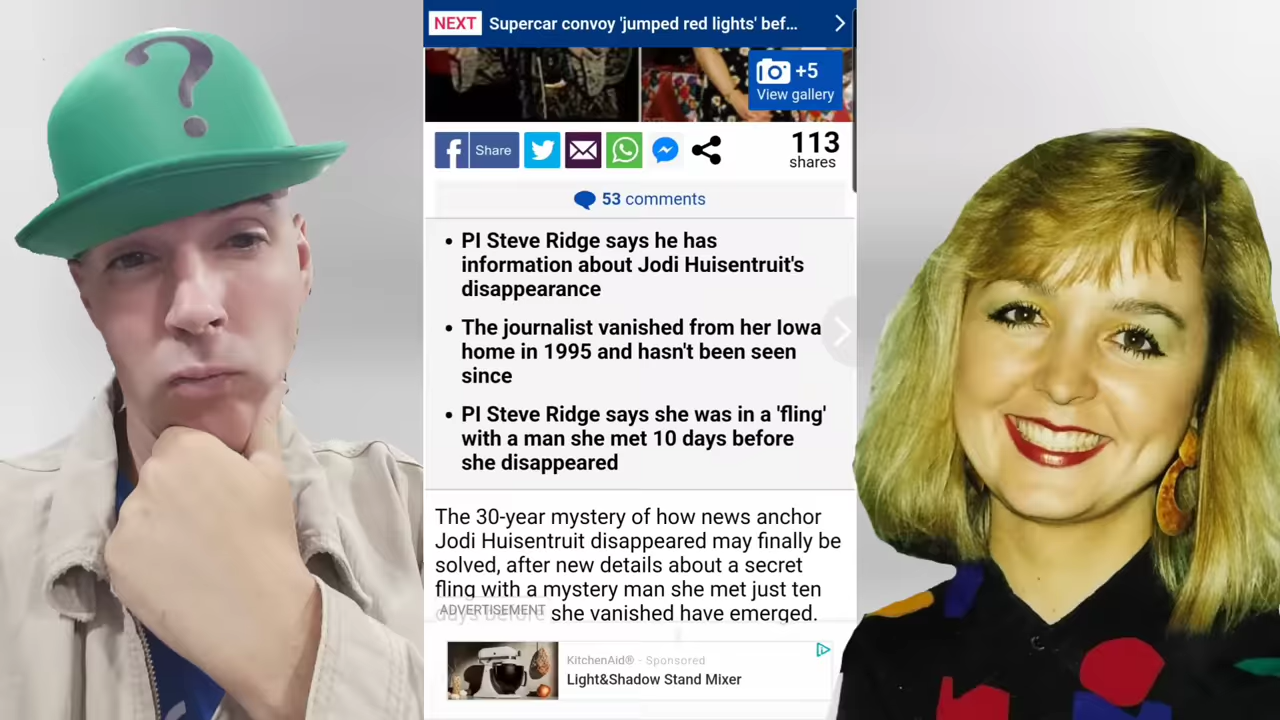 ?
NEXT Supercar convoy 'jumped red lights' bef...
+5
View gallery
Share
113
shares
53 comments
• PI Steve Ridge says he has
information about Jodi Huisentruit's
disappearance
• The journalist vanished from her Iowa
home in 1995 and hasn't been seen
since
• PI Steve Ridge says she was in a 'fling'
with a man she met 10 days before
she disappeared
The 30-year mystery of how news anchor
Jodi Huisentruit disappeared may finally be
solved, after new details about a secret
fling with a mystery man she met just ten
days before she vanished have emerged.
ADVERTISEMENT
KitchenAid® - Sponsored
Light&Shadow Stand Mixer